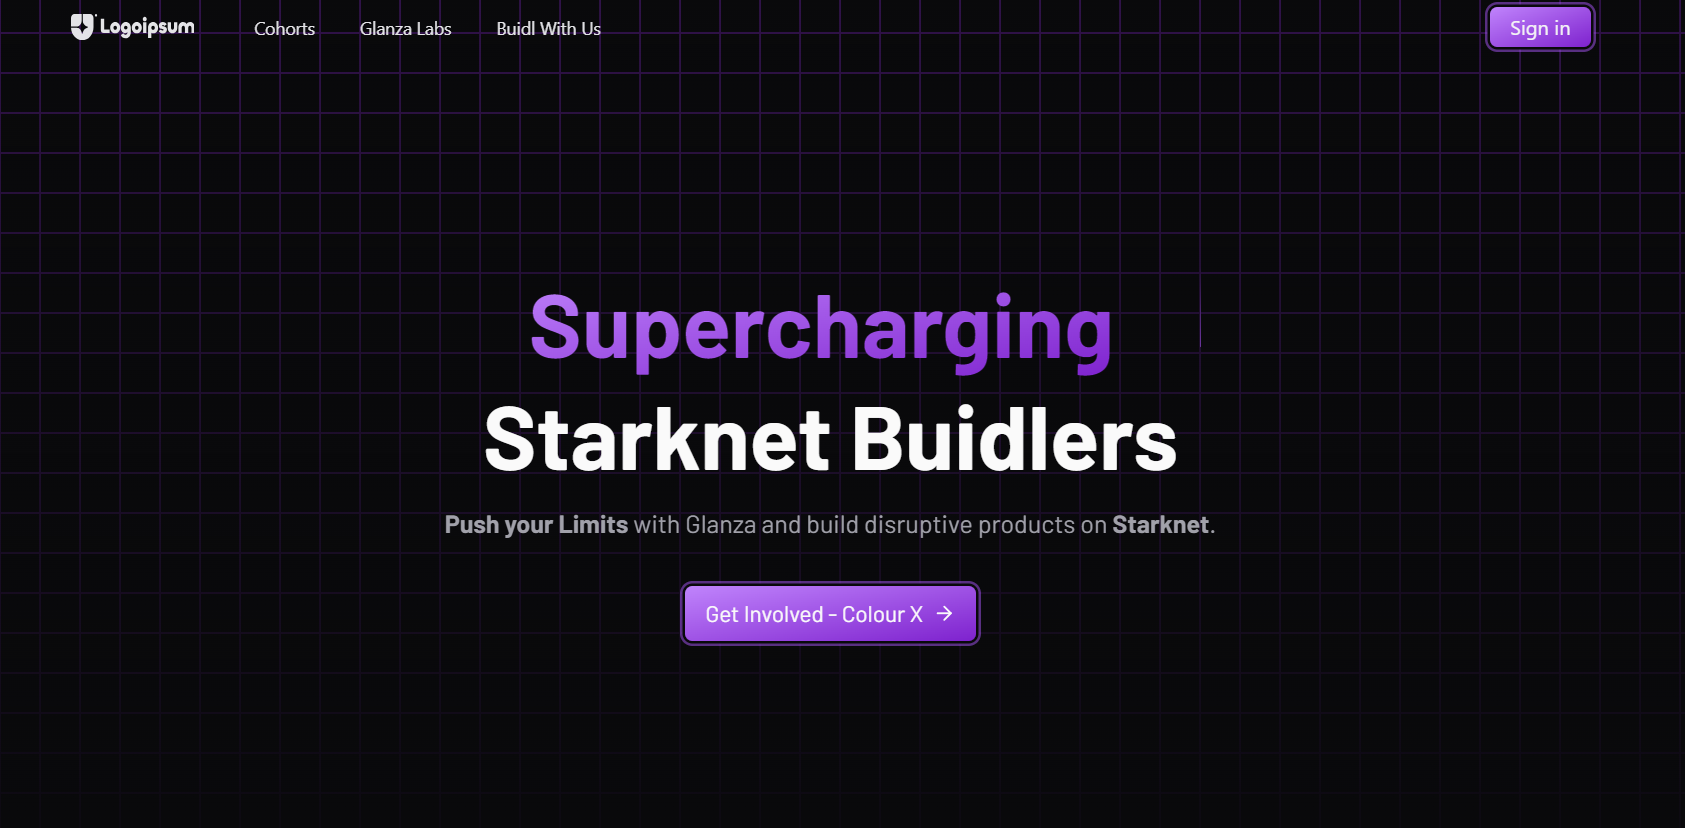 Logoipsum
Cohorts
Glanza Labs
Buidl With Us
Sign in
Supercharging
Starknet Buidlers
Push your Limits with Glanza and build disruptive products on Starknet.
Get Involved - Colour X →